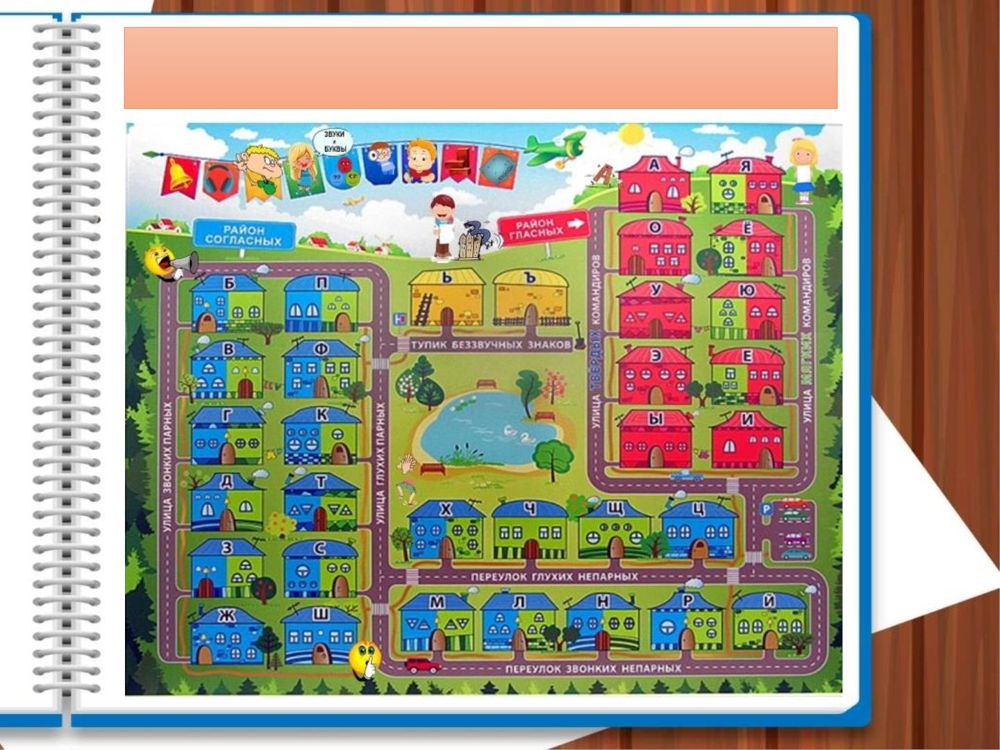 ЗВУКИ
и
БУКВЫ
РАЙОН
СОГЛАСНЫХ
РАЙОН
ГЛАСНЫХ
А Я
О Ё
У Ю
Э Е
Ы И
УЛИЦА ТВЕРДЫХ КОМАНДИРОВ
УЛИЦА МЯГКИХ КОМАНДИРОВ
Ь Ъ
ТУПИК БЕЗЗВУЧНЫХ ЗНАКОВ
Б П
В Ф
Г К
Д Т
З С
Ж Ш
УЛИЦА ЗВОНКИХ ПАРНЫХ
УЛИЦА ГЛУХИХ ПАРНЫХ
Х Ч Щ Ц
P
ПЕРЕУЛОК ГЛУХИХ НЕПАРНЫХ
М Л Н Р Й
ПЕРЕУЛОК ЗВОНКИХ НЕПАРНЫХ